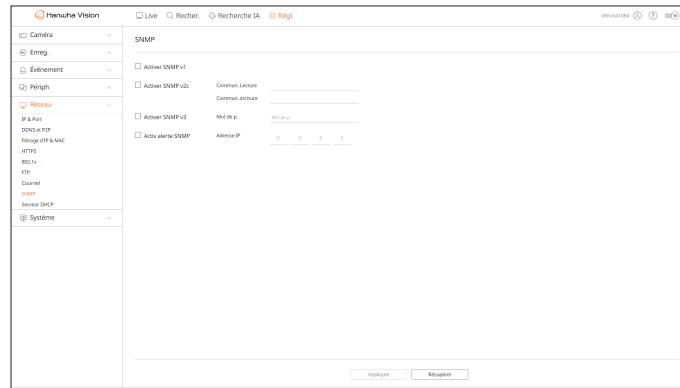 Hanwha Vision
Live Recher. Recherche IA Régl.
Caméra
Enreg.
Événement
Périph
Réseau
IP & Port
DDNS et P2P
Filtrage d'IP & MAC
HTTPS
802.1x
FTP
Courriel
SNMP
Serveur DHCP
Système
SNMP
Activer SNMP v1
Activer SNMP v2c Commun. Lecture
Commun. écriture
Activer SNMP v3 Mot de p. Mot de p.
Activ alerte SNMP Adresse IP 0 0 0 0
Appliquer Récupérer